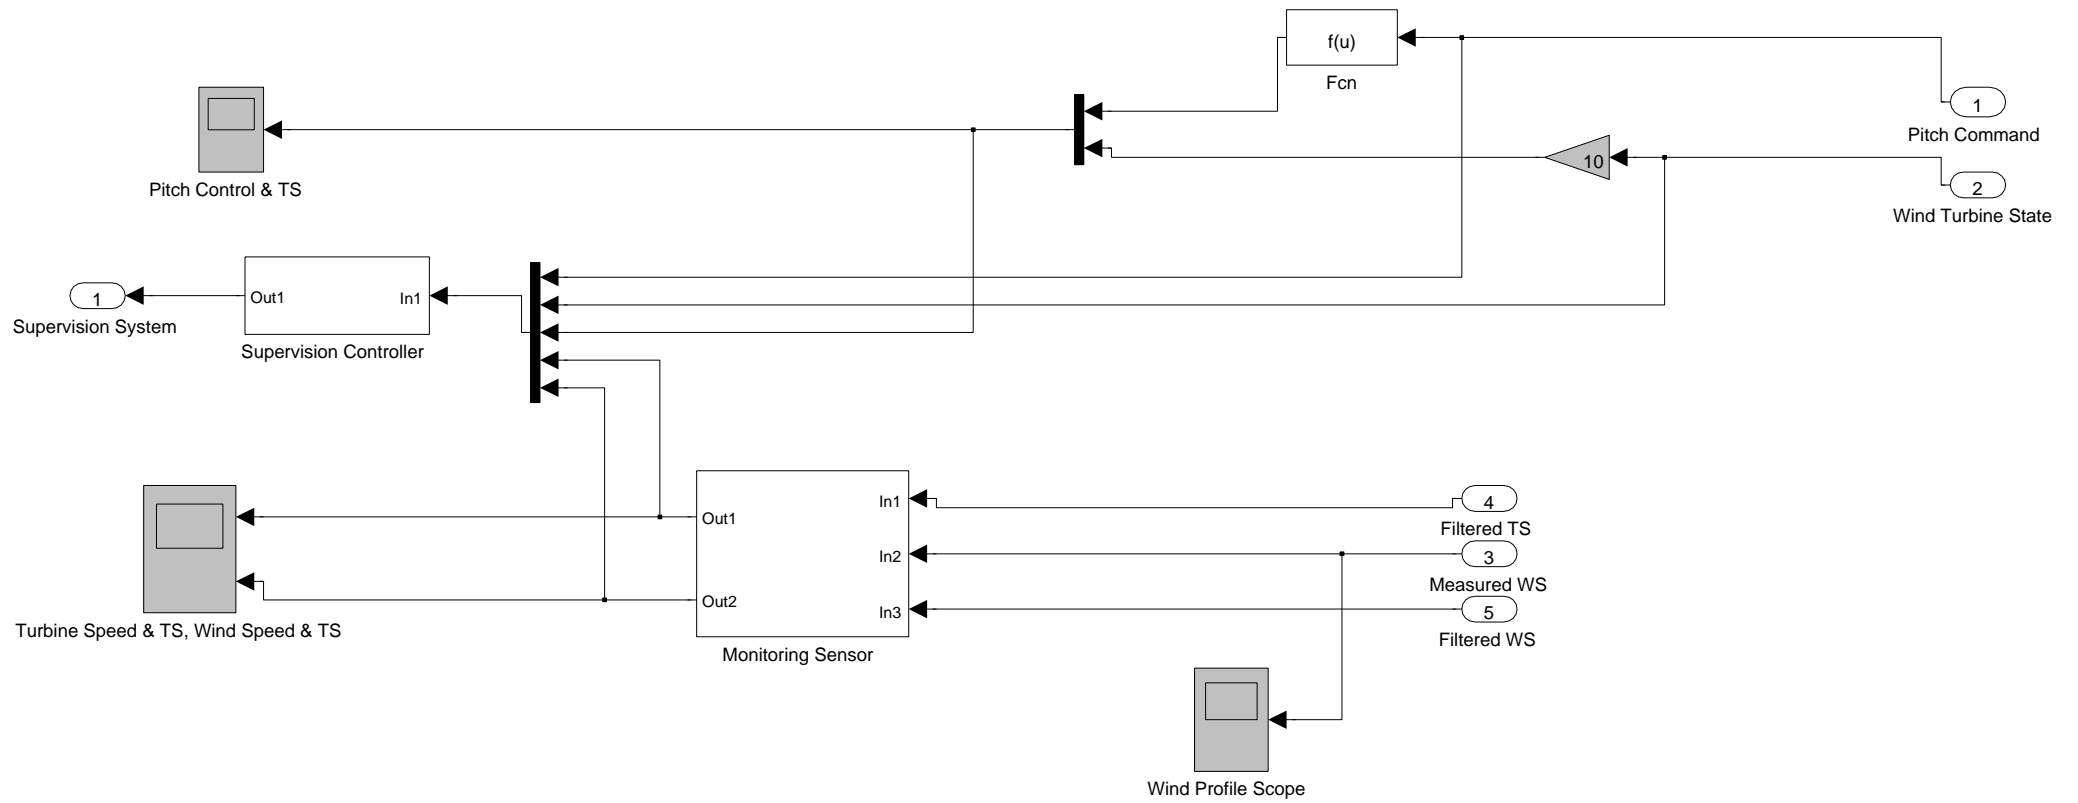 f(u)
Fcn
1
Pitch Command
10
Pitch Control & TS
2
Wind Turbine State
1
Out1
In1
Supervision System
Supervision Controller
In1
4
Out1
Filtered TS
In2
3
Measured WS
Out2
In3
5
Turbine Speed & TS, Wind Speed & TS
Filtered WS
Monitoring Sensor
Wind Profile Scope